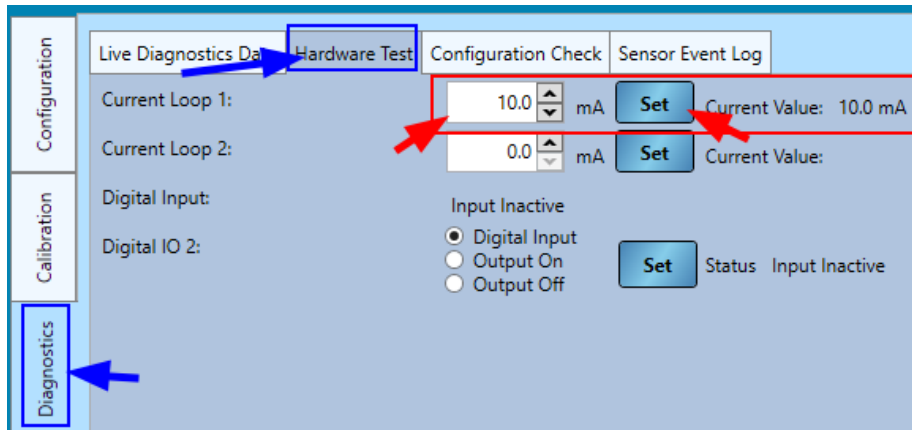 Configuration
Calibration
Diagnostics
Live Diagnostics Da Hardware Test Configuration Check Sensor Event Log
Current Loop 1: 10.0 mA Set Current Value: 10.0 mA
Current Loop 2: 0.0 mA Set Current Value:
Digital Input: Input Inactive
Digital IO 2: Digital Input
Output On Set Status Input Inactive
Output Off